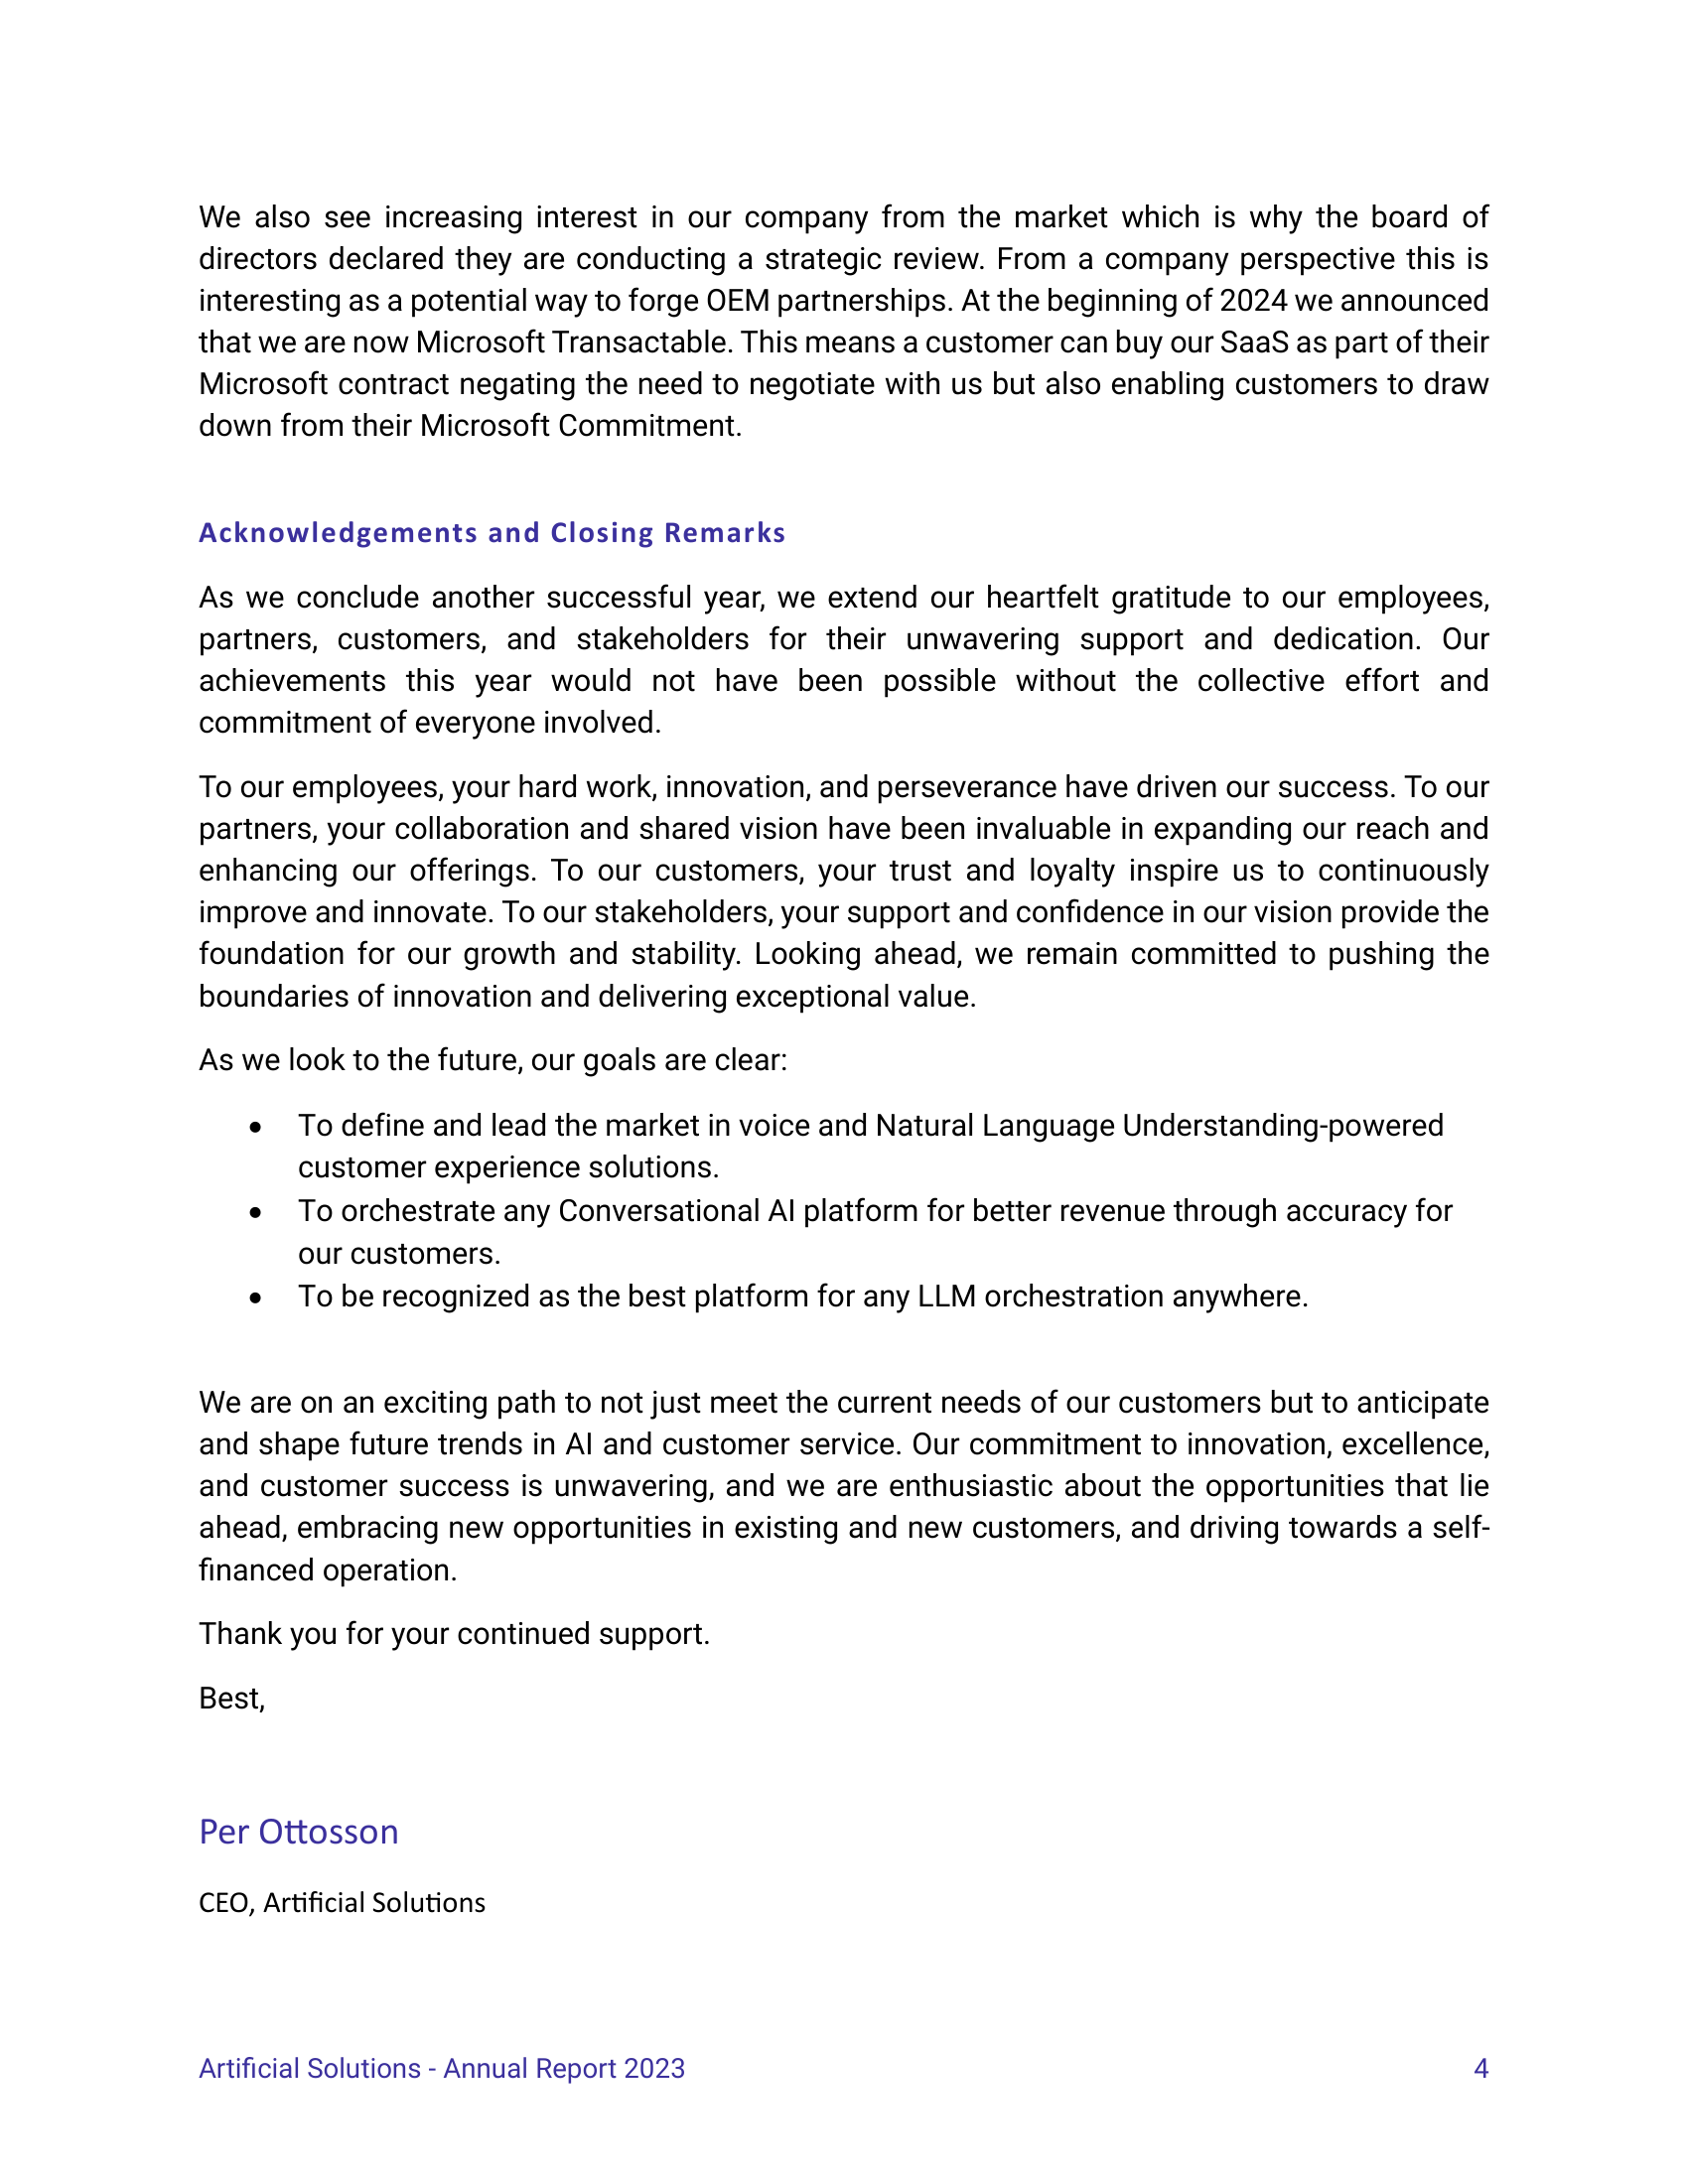 We also see increasing interest in our company from the market which is why the board of
directors declared they are conducting a strategic review. From a company perspective this is
interesting as a potential way to forge OEM partnerships. At the beginning of 2024 we announced
that we are now Microsoft Transactable. This means a customer can buy our SaaS as part of their
Microsoft contract negating the need to negotiate with us but also enabling customers to draw
down from their Microsoft Commitment.
Acknowledgements and Closing Remarks
As we conclude another successful year, we extend our heartfelt gratitude to our employees,
partners, customers, and stakeholders for their unwavering support and dedication. Our
achievements this year would not have been possible without the collective effort and
commitment of everyone involved.
To our employees, your hard work, innovation, and perseverance have driven our success. To our
partners, your collaboration and shared vision have been invaluable in expanding our reach and
enhancing our offerings. To our customers, your trust and loyalty inspire us to continuously
improve and innovate. To our stakeholders, your support and confidence in our vision provide the
foundation for our growth and stability. Looking ahead, we remain committed to pushing the
boundaries of innovation and delivering exceptional value.
As we look to the future, our goals are clear:
• To define and lead the market in voice and Natural Language Understanding-powered
customer experience solutions.
• To orchestrate any Conversational AI platform for better revenue through accuracy for
our customers.
• To be recognized as the best platform for any LLM orchestration anywhere.
We are on an exciting path to not just meet the current needs of our customers but to anticipate
and shape future trends in AI and customer service. Our commitment to innovation, excellence,
and customer success is unwavering, and we are enthusiastic about the opportunities that lie
ahead, embracing new opportunities in existing and new customers, and driving towards a self-
financed operation.
Thank you for your continued support.
Best,
Per Ottosson
CEO, Artificial Solutions
Artificial Solutions - Annual Report 2023 4